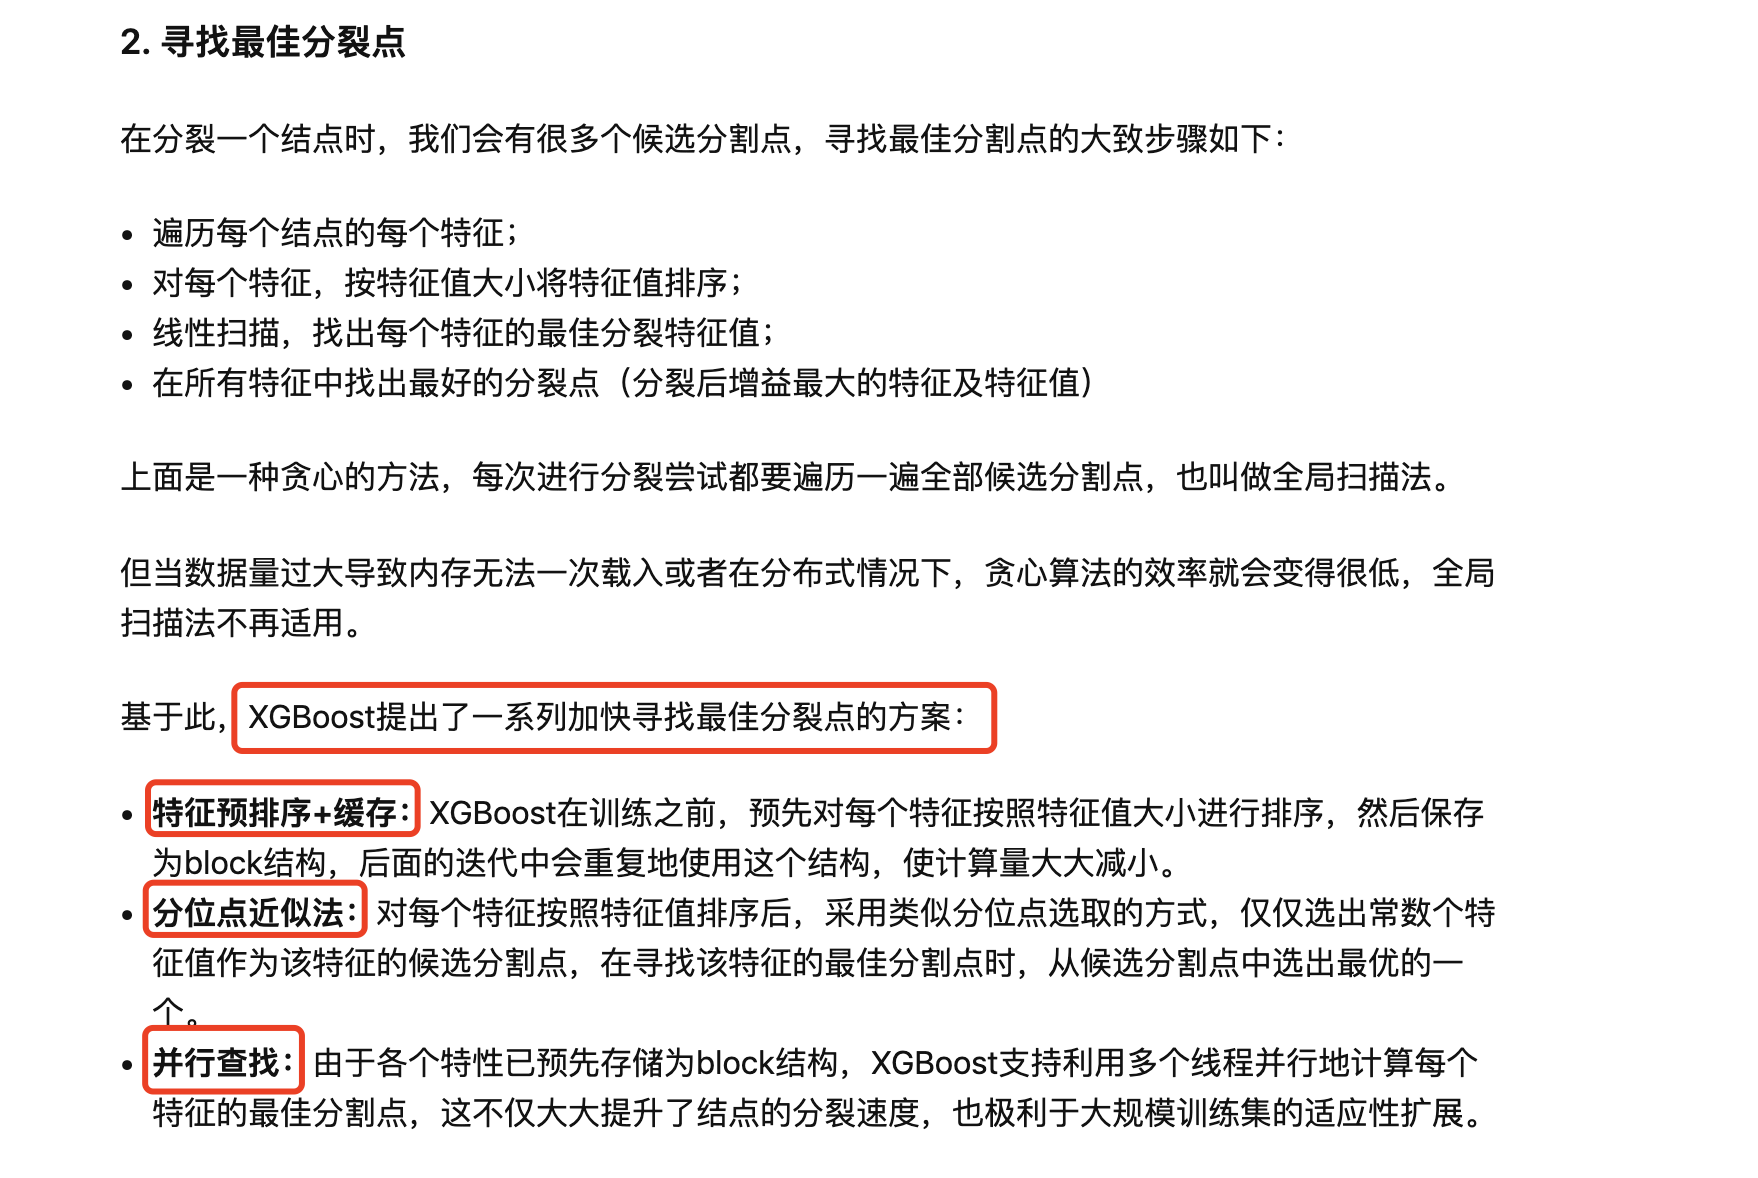 2. 寻找最佳分裂点
在分裂一个结点时，我们会有很多个候选分割点，寻找最佳分割点的大致步骤如下：
• 遍历每个结点的每个特征；
• 对每个特征，按特征值大小将特征值排序；
• 线性扫描，找出每个特征的最佳分裂特征值；
• 在所有特征中找出最好的分裂点（分裂后增益最大的特征及特征值）
上面是一种贪心的方法，每次进行分裂尝试都要遍历一遍全部候选分割点，也叫做全局扫描法。
但当数据量过大导致内存无法一次载入或者在分布式情况下，贪心算法的效率就会变得很低，全局
扫描法不再适用。
基于此，XGBoost提出了一系列加快寻找最佳分裂点的方案：
• 特征预排序+缓存：XGBoost在训练之前，预先对每个特征按照特征值大小进行排序，然后保存
为block结构，后面的迭代中会重复地使用这个结构，使计算量大大减小。
• 分位点近似法：对每个特征按照特征值排序后，采用类似分位点选取的方式，仅仅选出常数个特
征值作为该特征的候选分割点，在寻找该特征的最佳分割点时，从候选分割点中选出最优的一
个。
• 并行查找：由于各个特性已预先存储为block结构，XGBoost支持利用多个线程并行地计算每个
特征的最佳分割点，这不仅大大提升了结点的分裂速度，也极利于大规模训练集的适应性扩展。